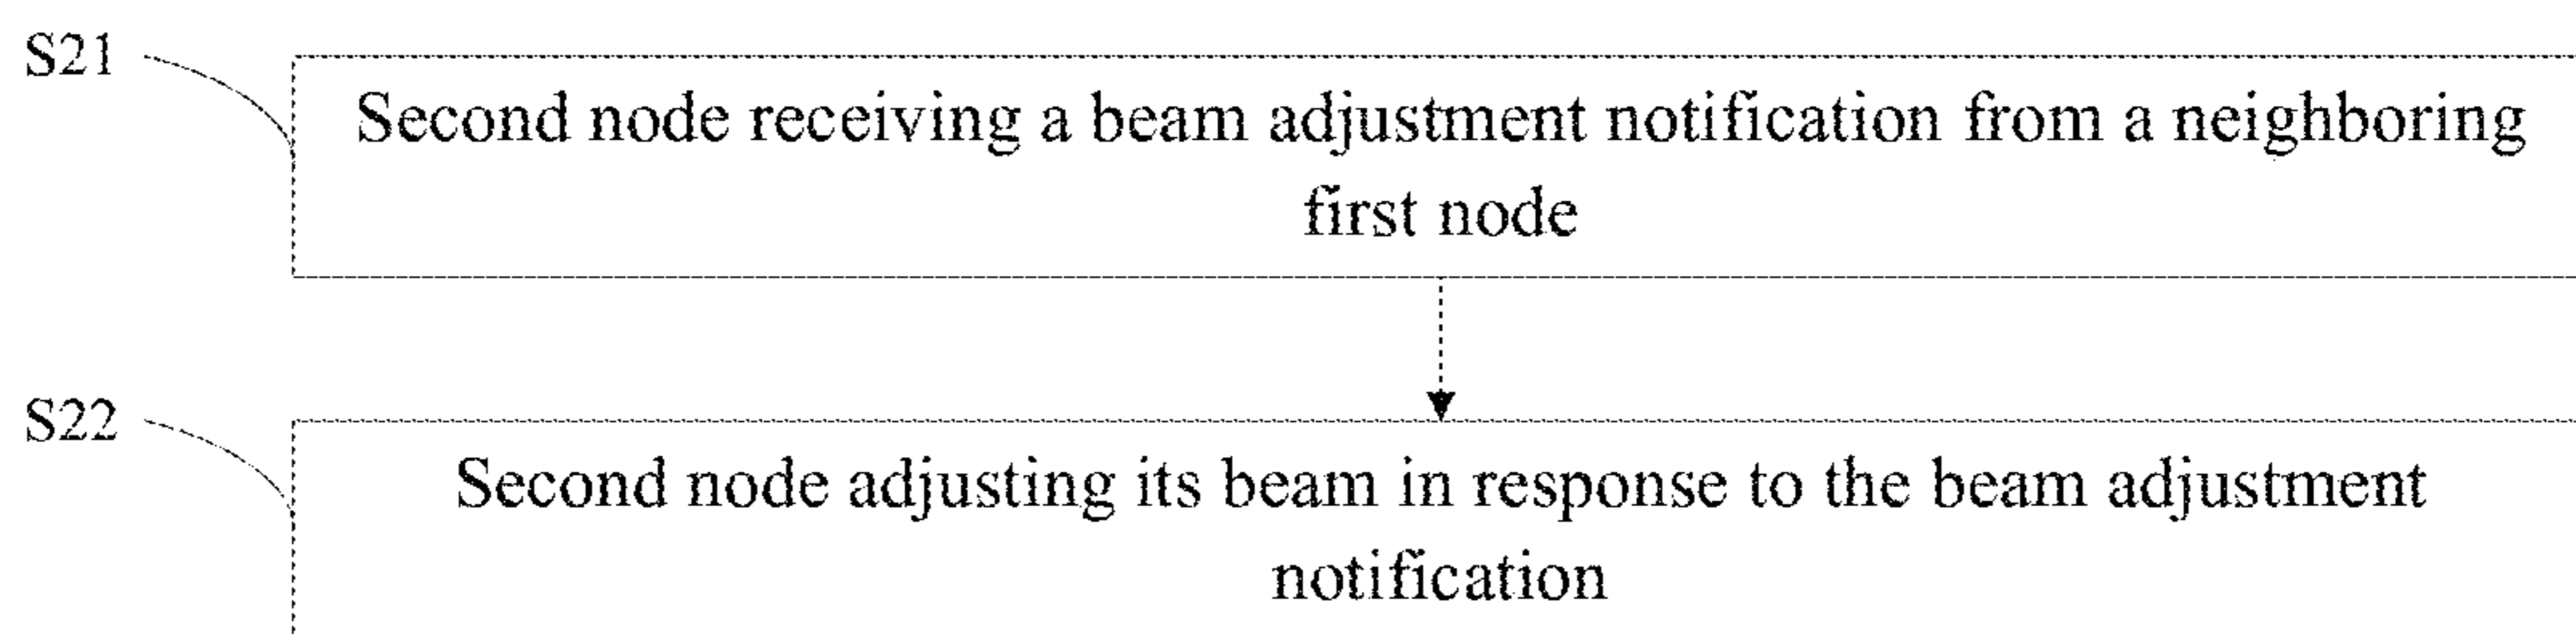 S21
Second node receiving a beam adjustment notification from a neighboring
first node
S22
Second node adjusting its beam in response to the beam adjustment
notification